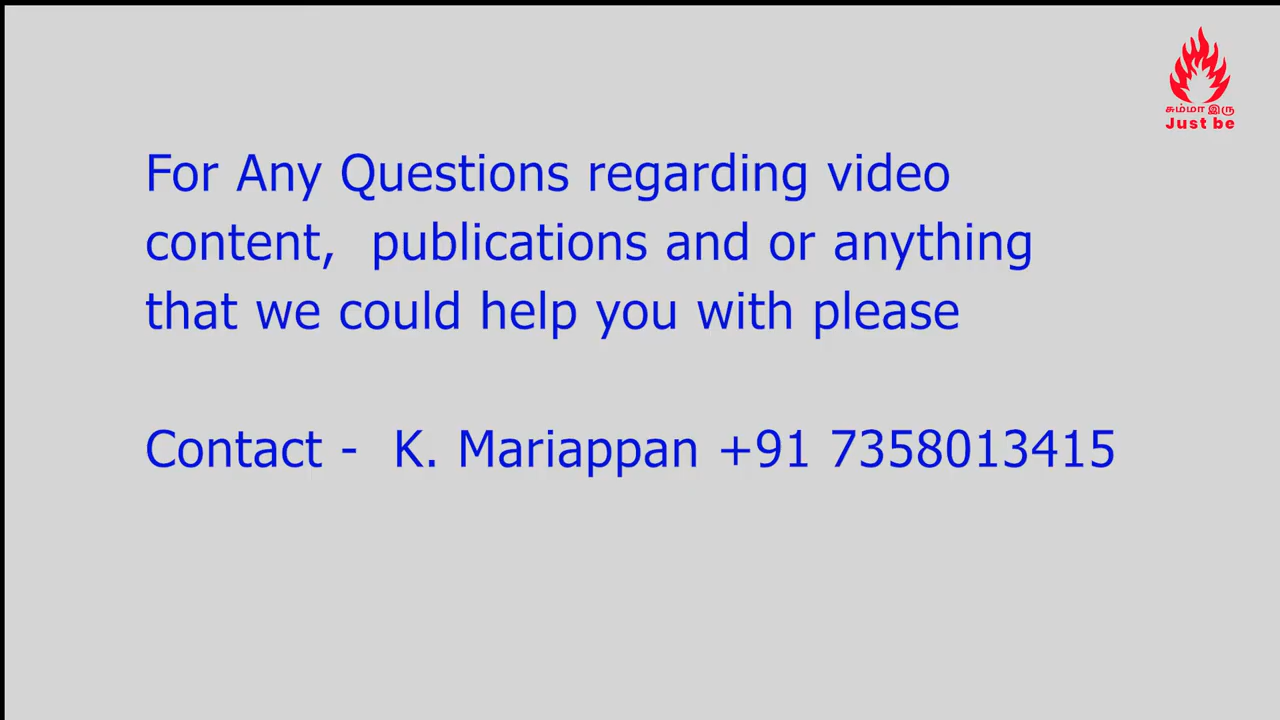 சும்மா இரு
Just be
For Any Questions regarding video
content,  publications and or anything
that we could help you with please
Contact -  K. Mariappan +91 7358013415